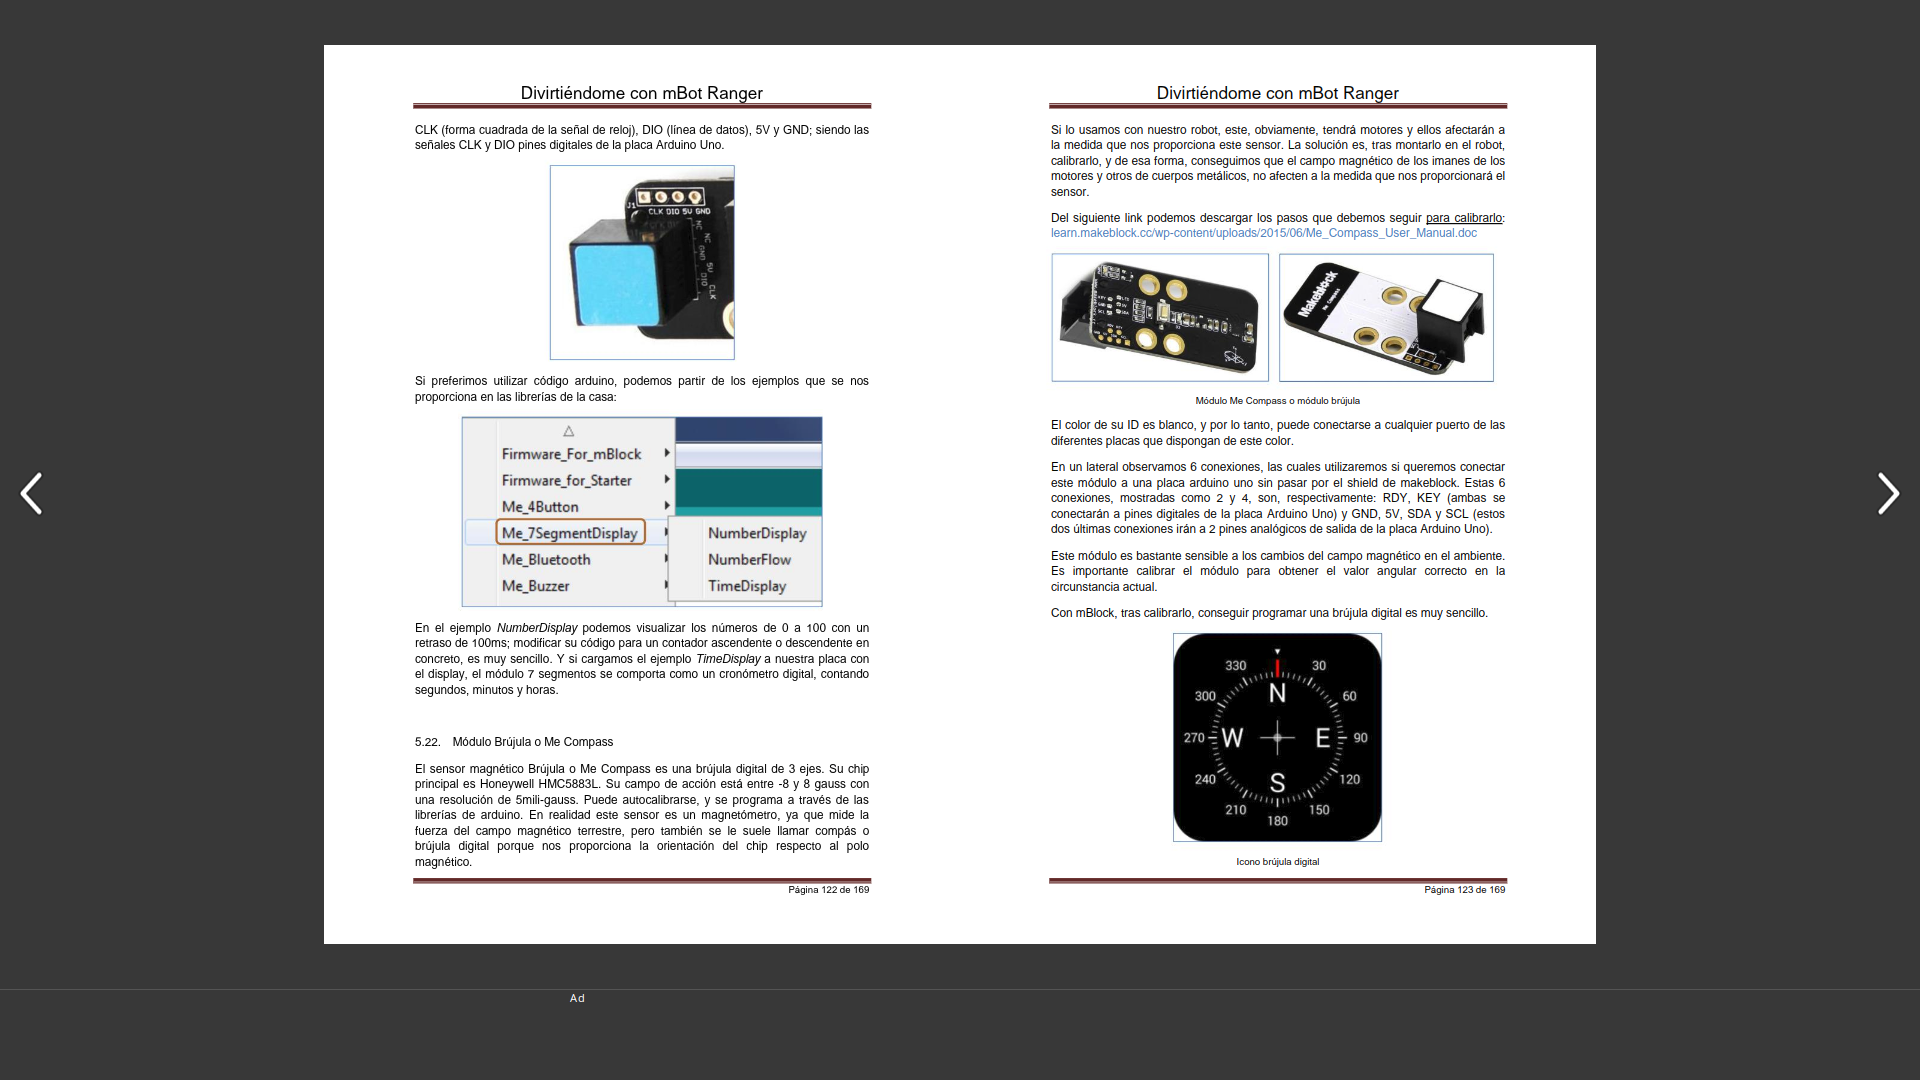 Divirtiéndome con mBot Ranger
CLK (forma cuadrada de la señal de reloj), DIO (línea de datos), 5V y GND; siendo las
señales CLK y DIO pines digitales de la placa Arduino Uno.
J1
CLK DIO 5V GND
NC
NC
GND
5V
DIO
CLK
Si preferimos utilizar código arduino, podemos partir de los ejemplos que se nos
proporciona en las librerías de la casa:
Firmware_For_mBlock
Firmware_for_Starter
Me_4Button
Me_7SegmentDisplay
Me_Bluetooth
Me_Buzzer
NumberDisplay
NumberFlow
TimeDisplay
En el ejemplo NumberDisplay podemos visualizar los números de 0 a 100 con un
retraso de 100ms; modificar su código para un contador ascendente o descendente en
concreto, es muy sencillo. Y si cargamos el ejemplo TimeDisplay a nuestra placa con
el display, el módulo 7 segmentos se comporta como un cronómetro digital, contando
segundos, minutos y horas.
5.22. Módulo Brújula o Me Compass
El sensor magnético Brújula o Me Compass es una brújula digital de 3 ejes. Su chip
principal es Honeywell HMC5883L. Su campo de acción está entre -8 y 8 gauss con
una resolución de 5mili-gauss. Puede autocalibrarse, y se programa a través de las
librerías de arduino. En realidad este sensor es un magnetómetro, ya que mide la
fuerza del campo magnético terrestre, pero también se le suele llamar compás o
brújula digital porque nos proporciona la orientación del chip respecto al polo
magnético.
Página 122 de 169
Divirtiéndome con mBot Ranger
Si lo usamos con nuestro robot, este, obviamente, tendrá motores y ellos afectarán a
la medida que nos proporciona este sensor. La solución es, tras montarlo en el robot,
calibrarlo, y de esa forma, conseguimos que el campo magnético de los imanes de los
motores y otros de cuerpos metálicos, no afecten a la medida que nos proporcionará el
sensor.
Del siguiente link podemos descargar los pasos que debemos seguir para calibrarlo:
learn.makeblock.cc/wp-content/uploads/2015/06/Me_Compass_User_Manual.doc
Makeblock
Me Compass
Módulo Me Compass o módulo brújula
El color de su ID es blanco, y por lo tanto, puede conectarse a cualquier puerto de las
diferentes placas que dispongan de este color.
En un lateral observamos 6 conexiones, las cuales utilizaremos si queremos conectar
este módulo a una placa arduino uno sin pasar por el shield de makeblock. Estas 6
conexiones, mostradas como 2 y 4, son, respectivamente: RDY, KEY (ambas se
conectarán a pines digitales de la placa Arduino Uno) y GND, 5V, SDA y SCL (estos
dos últimas conexiones irán a 2 pines analógicos de salida de la placa Arduino Uno).
Este módulo es bastante sensible a los cambios del campo magnético en el ambiente.
Es importante calibrar el módulo para obtener el valor angular correcto en la
circunstancia actual.
Con mBlock, tras calibrarlo, conseguir programar una brújula digital es muy sencillo.
330 30
N
300 60
270 W E 90
240 120
S
210 150
180
Icono brújula digital
Página 123 de 169
Ad